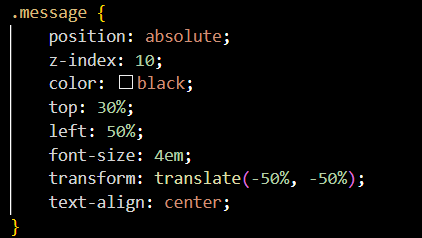 .message {
    position: absolute;
    z-index: 10;
    color: black;
    top: 30%;
    left: 50%;
    font-size: 4em;
    transform: translate(-50%, -50%);
    text-align: center;
}